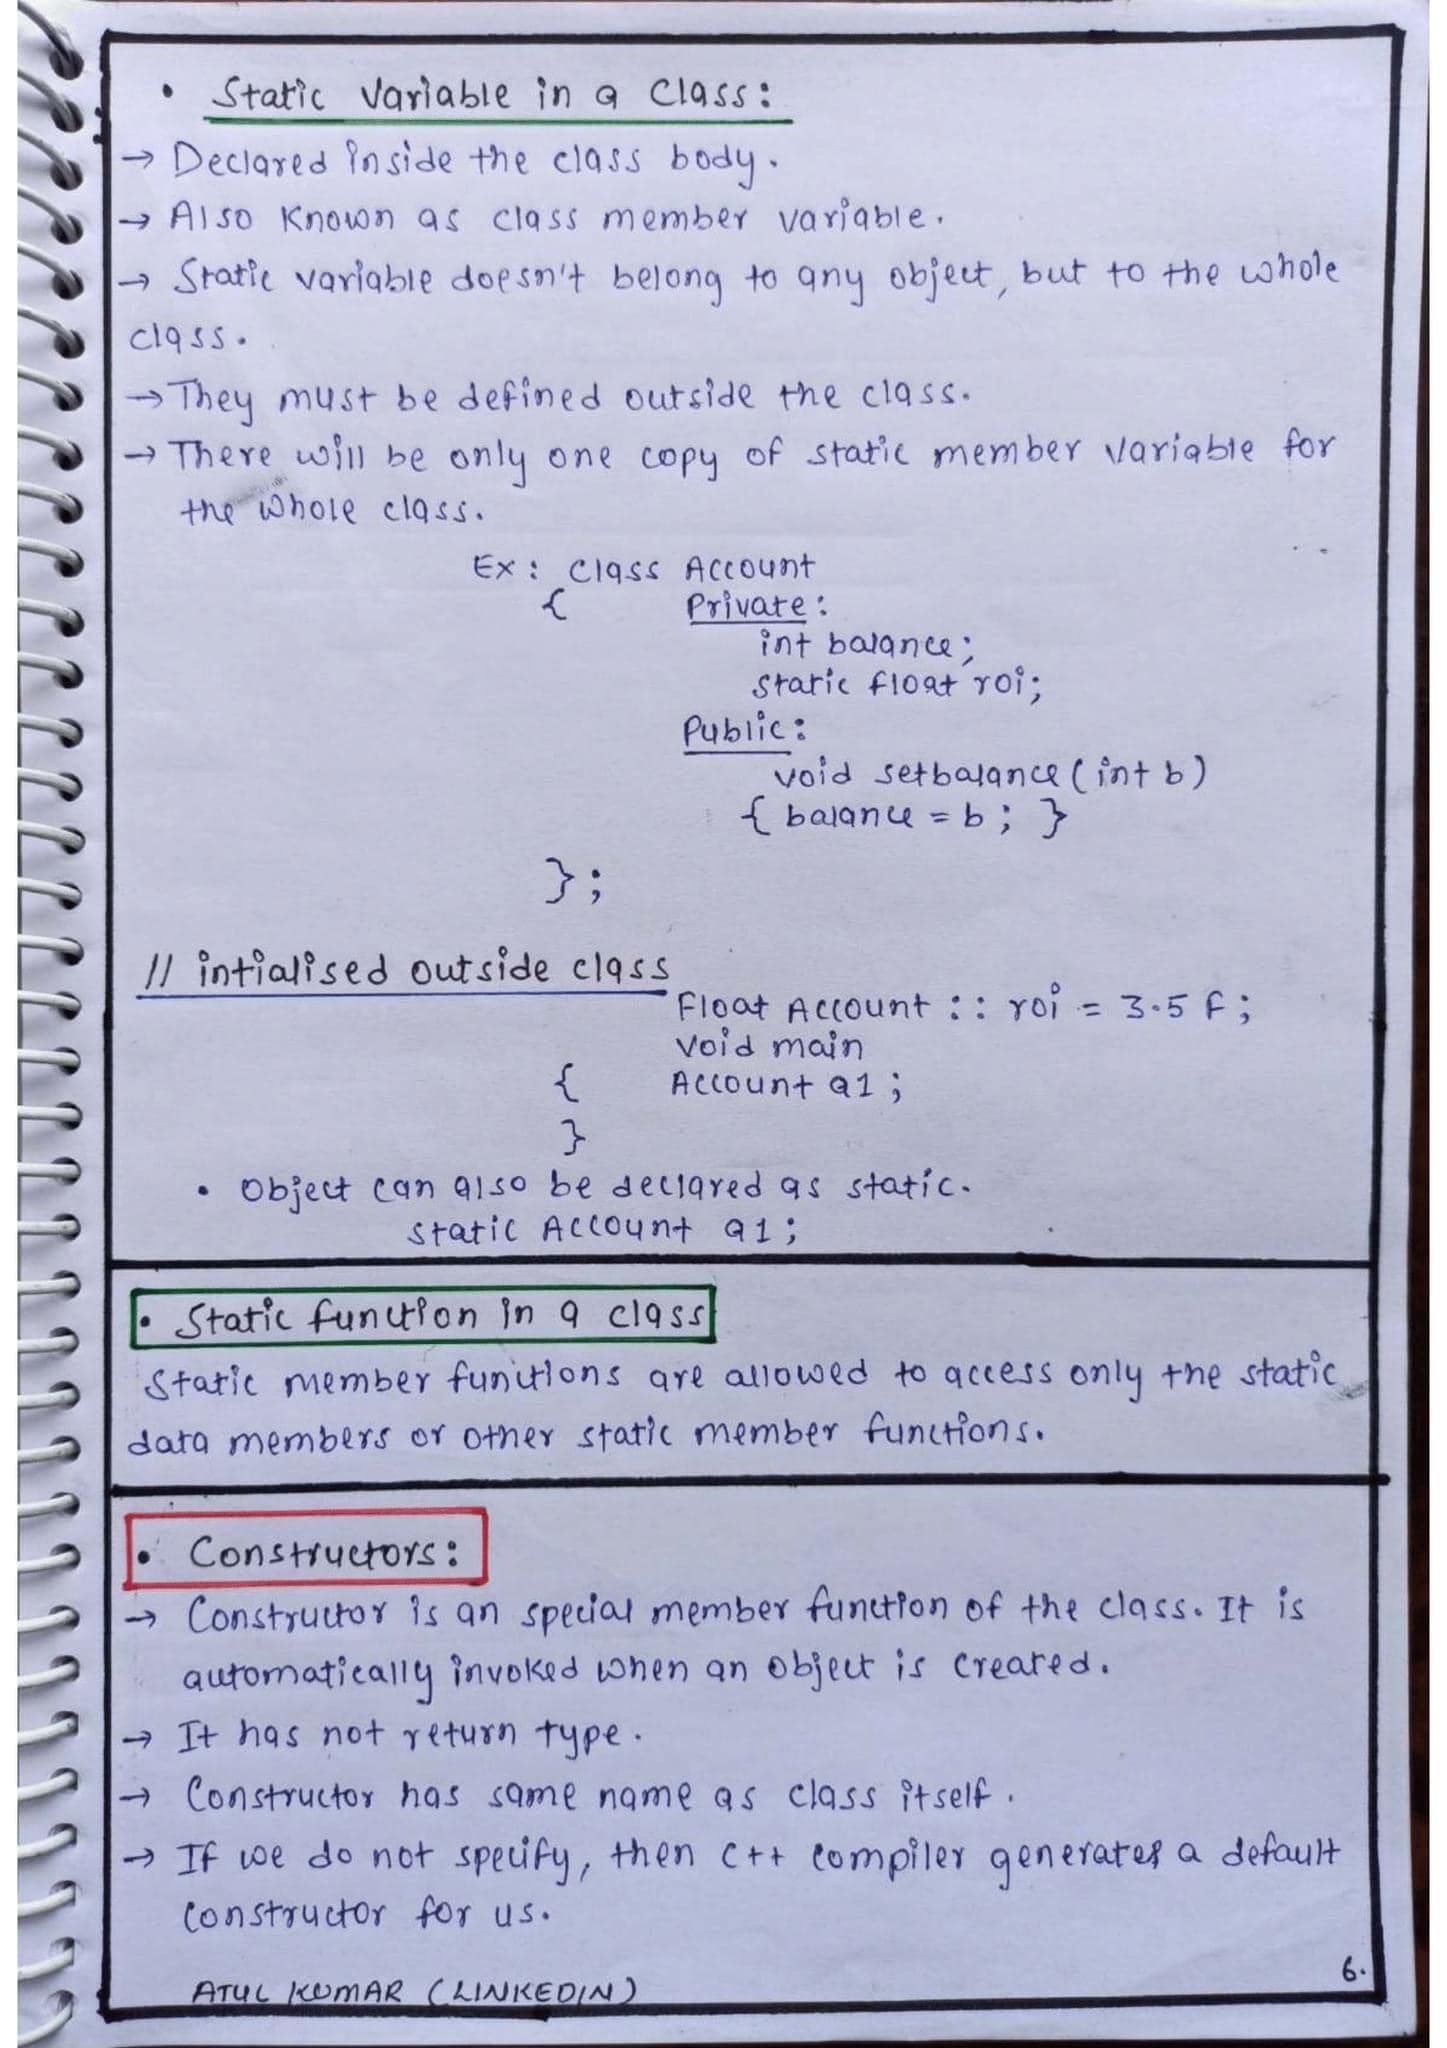 • Static Variable in a Class:
→ Declared inside the class body.
→ Also Known as class member variable.
→ Static variable doesn't belong to any object, but to the whole
class.
→ They must be defined outside the class.
→ There will be only one copy of static member variable for
the whole class.
Ex: Class Account
{ Private:
int balance;
static float roi;
Public:
void setbalance (int b)
{ balance = b; }
};
// intialised outside class
Float Account :: roi = 3.5 f;
Void main
{ Account a1;
}
• Object can also be declared as static.
static Account a1;
• Static function in a class
Static member functions are allowed to access only the static
data members or other static member functions.
• Constructors:
→ Constructor is an special member function of the class. It is
automatically invoked when an object is created.
→ It has not return type.
→ Constructor has same name as class itself.
→ If we do not specify, then C++ compiler generates a default
constructor for us.
ATUL KUMAR (LINKEDIN)
6.